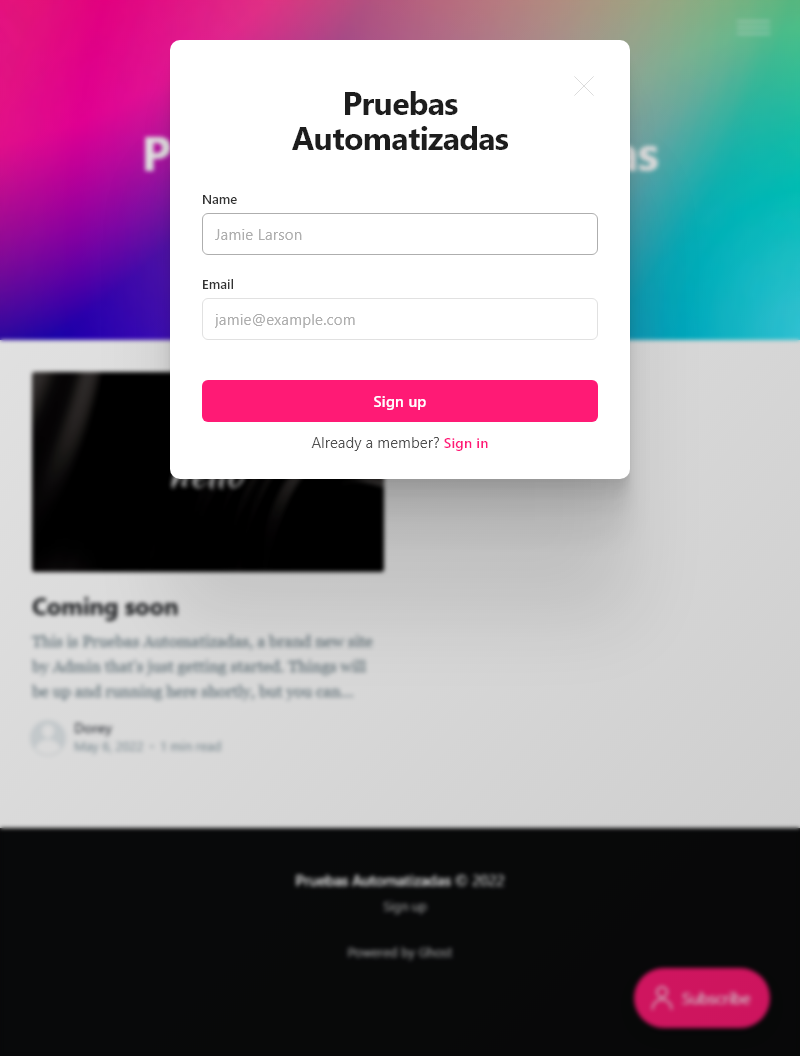 Pruebas
Automatizadas
Name
Jamie Larson
Email
jamie@example.com
Sign up
Already a member? Sign in
Coming soon
This is Pruebas Automatizadas, a brand new site
by Admin that's just getting started. Things will
be up and running here shortly, but you can...
Dorey
May 8, 2022 • 1 min read
Pruebas Automatizadas © 2022
Sign up
Powered by Ghost
Subscribe